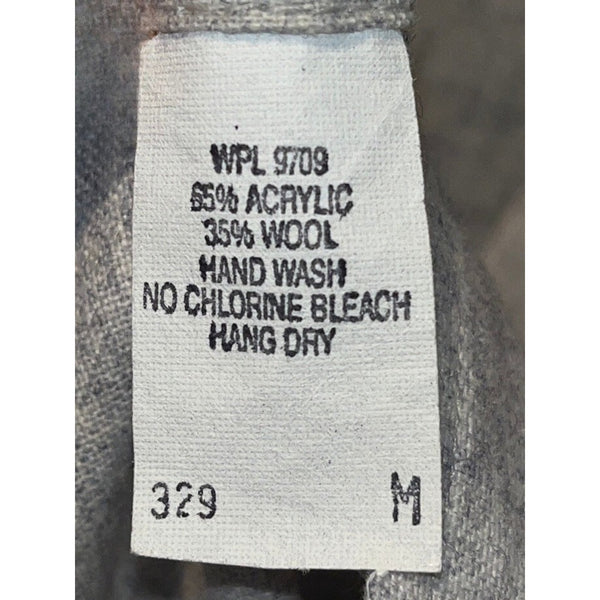 WPL 9709
65% ACRYLIC
35% WOOL
HAND WASH
NO CHLORINE BLEACH
HANG DRY
329 M